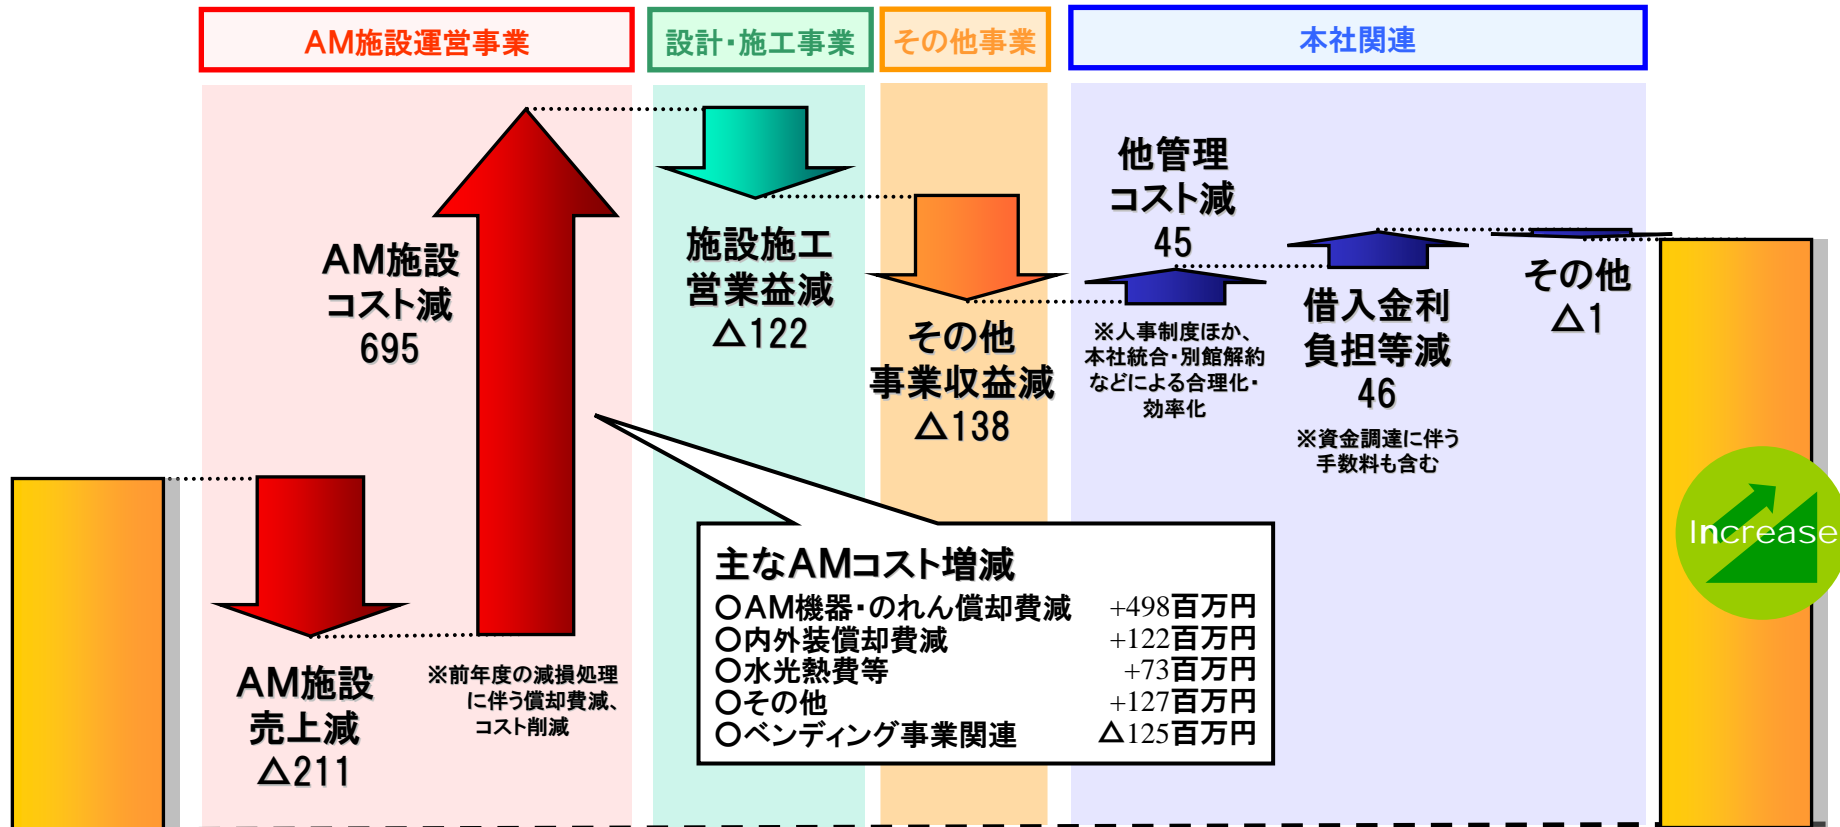 AM施設運営事業
設計・施工事業
その他事業
本社関連
AM施設
コスト減
695
施設施工
営業益減
△122
その他
事業収益減
△138
他管理
コスト減
45
※人事制度ほか、
本社統合・別館解約
などによる合理化・
効率化
借入金利
負担等減
46
※資金調達に伴う
手数料も含む
その他
△1
Increase
AM施設
売上減
△211
※前年度の減損処理
に伴う償却費減、
コスト削減
主なAMコスト増減
○AM機器・のれん償却費減 +498百万円
○内外装償却費減 +122百万円
○水光熱費等 +73百万円
○その他 +127百万円
○ベンディング事業関連 △125百万円